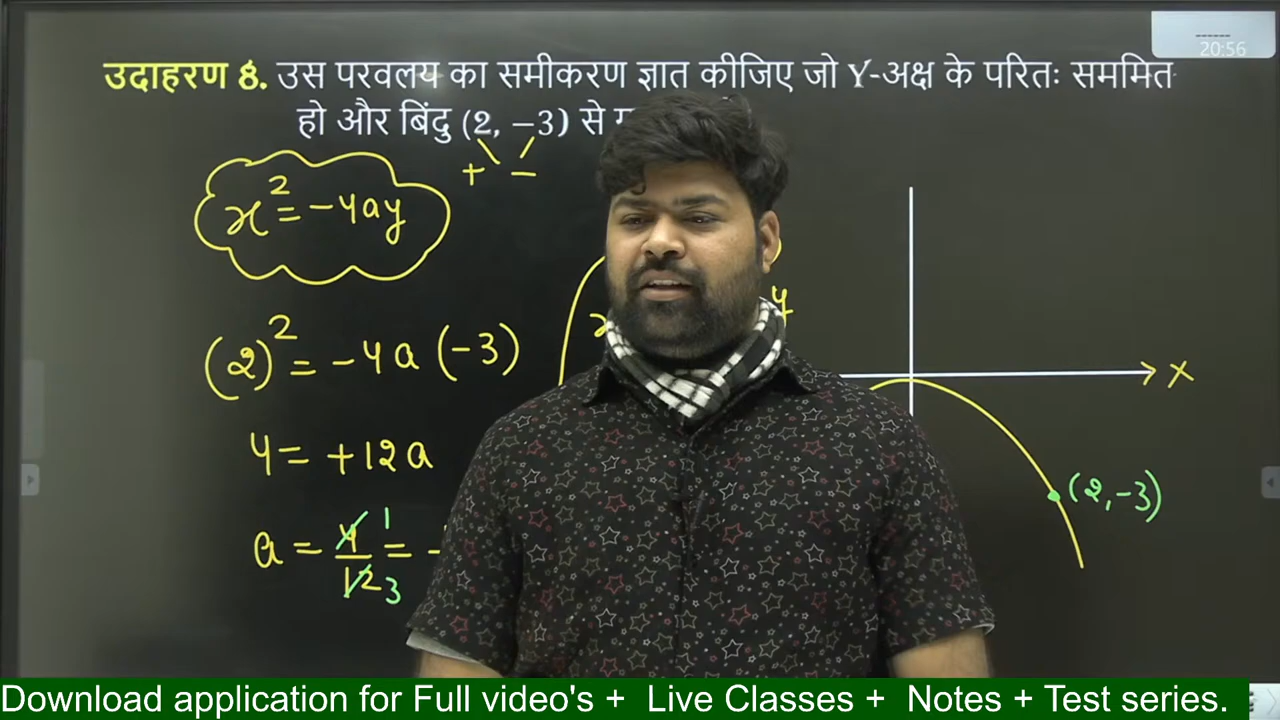 20:56
उदाहरण 8. उस परवलय का समीकरण ज्ञात कीजिए जो Y-अक्ष के परितः सममित
हो और बिंदु (2, −3) से
+ −
x² = −4ay
y
(2)² = −4a (−3)
X
4 = +12a
(2, −3)
a = 4/12 = 1/3
Download application for Full video's + Live Classes + Notes + Test series.